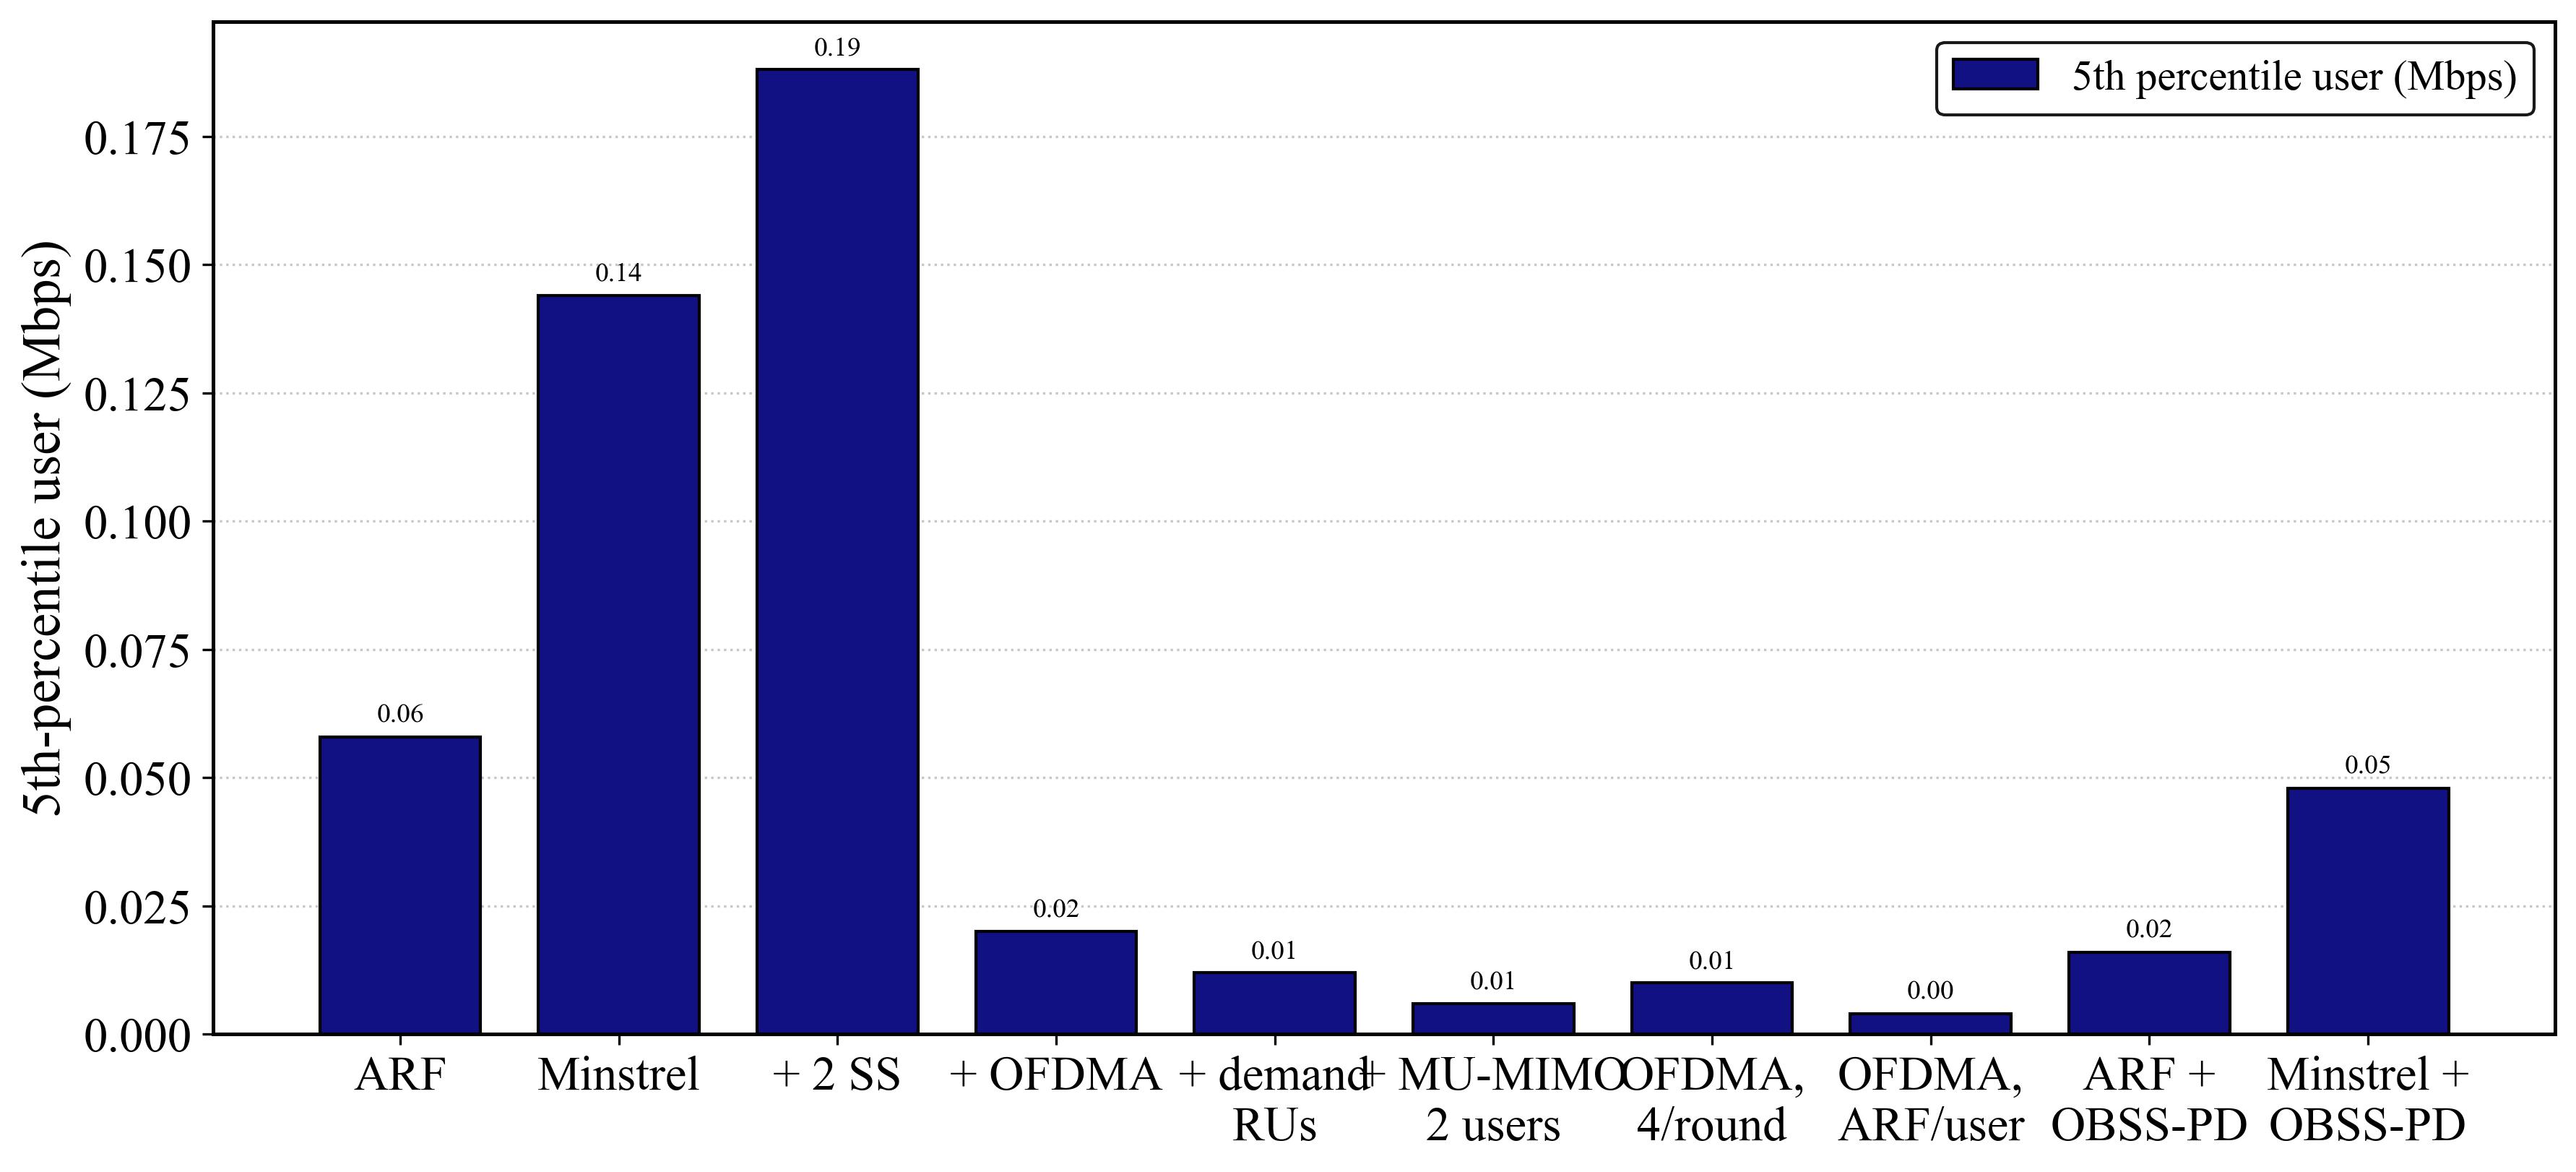 5th percentile user (Mbps)
5th-percentile user (Mbps)
0.175
0.150
0.125
0.100
0.075
0.050
0.025
0.000
0.06
0.14
0.19
0.02
0.01
0.01
0.01
0.00
0.02
0.05
ARF
Minstrel
+ 2 SS
+ OFDMA
+ demand
RUs
+ MU-MIMO
2 users
OFDMA,
4/round
OFDMA,
ARF/user
ARF +
OBSS-PD
Minstrel +
OBSS-PD